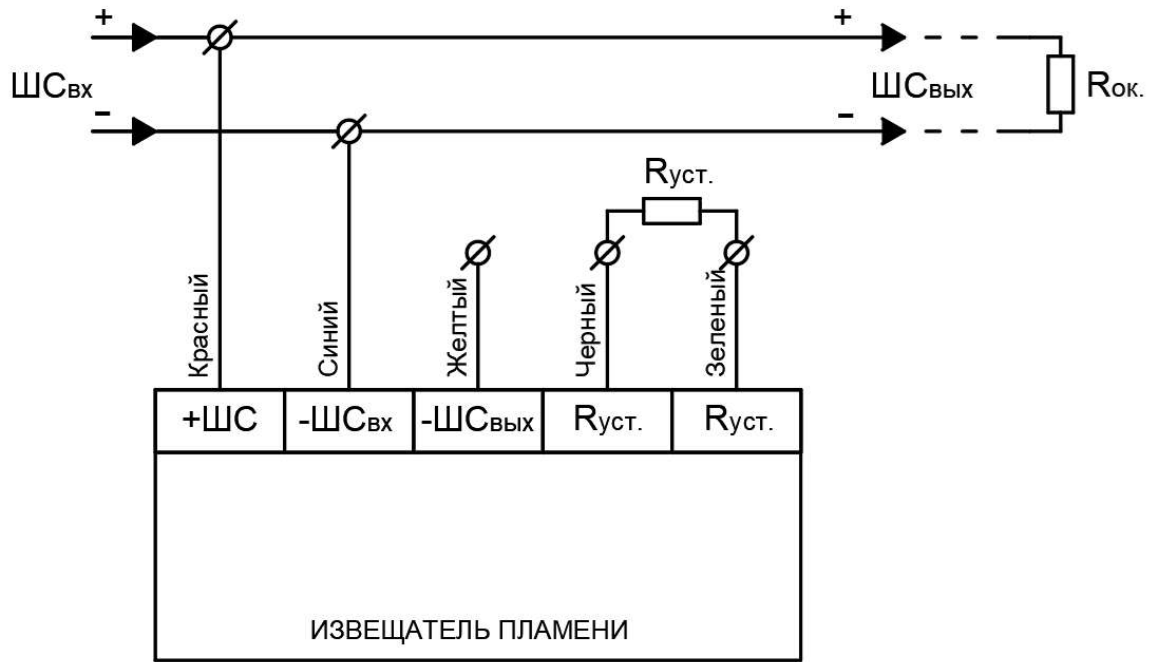 + +
ШСвх ШСвых Rок.
- -
Rуст.
Красный
Синий
Желтый
Черный
Зеленый
+ШС -ШСвх -ШСвых Rуст. Rуст.
ИЗВЕЩАТЕЛЬ ПЛАМЕНИ